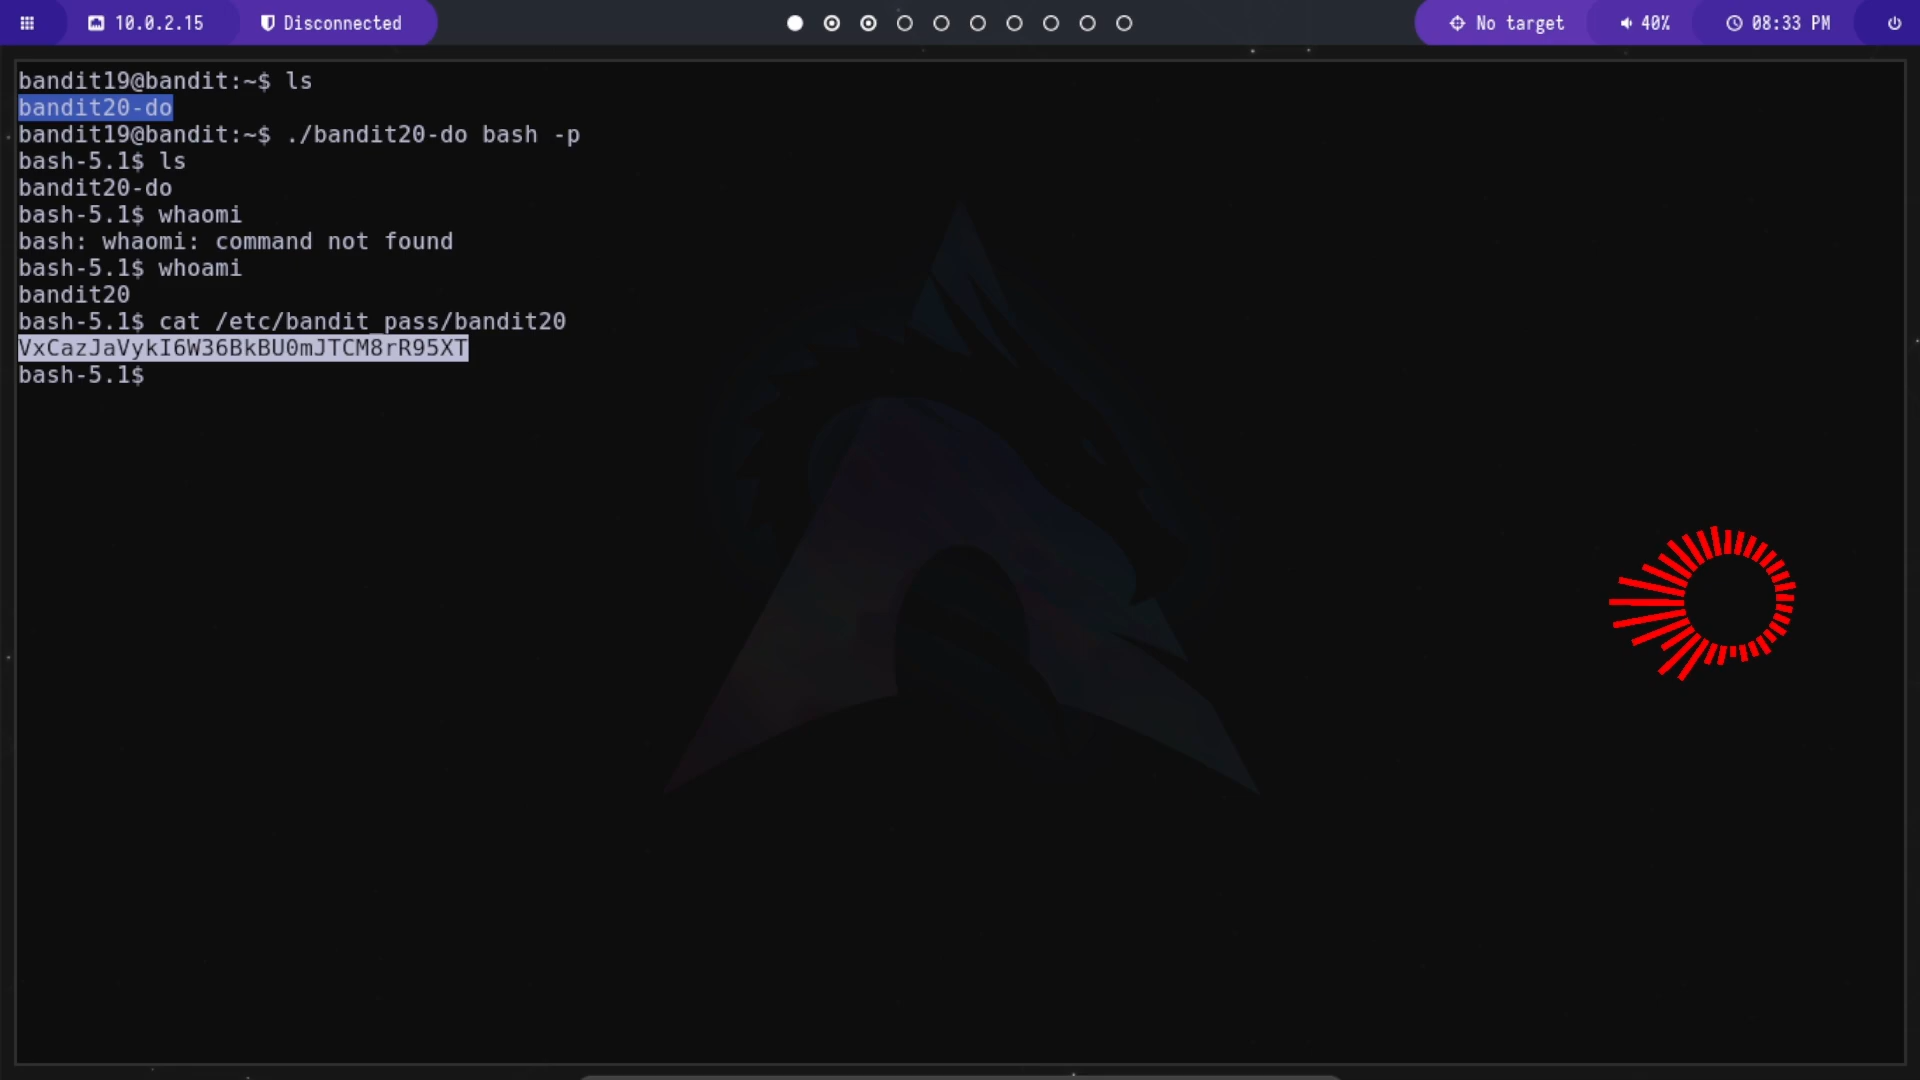 10.0.2.15 Disconnected No target 40% 08:33 PM
bandit19@bandit:~$ ls
bandit20-do
bandit19@bandit:~$ ./bandit20-do bash -p
bash-5.1$ ls
bandit20-do
bash-5.1$ whaomi
bash: whaomi: command not found
bash-5.1$ whoami
bandit20
bash-5.1$ cat /etc/bandit_pass/bandit20
VxCazJaVykI6W36BkBU0mJTCM8rR95XT
bash-5.1$